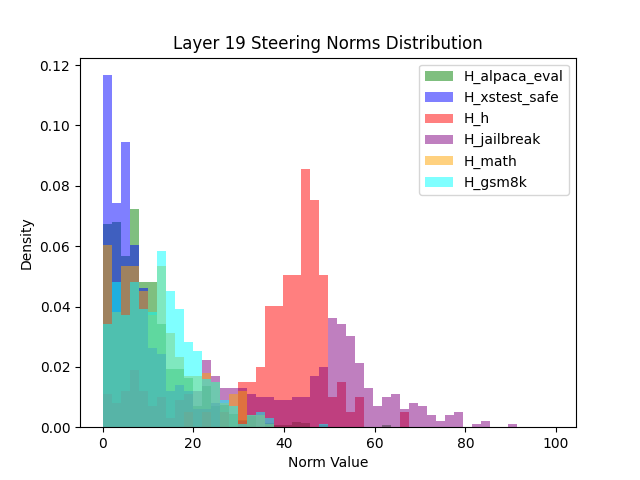 Layer 19 Steering Norms Distribution
H_alpaca_eval
H_xstest_safe
H_h
H_jailbreak
H_math
H_gsm8k
Density
0.12
0.10
0.08
0.06
0.04
0.02
0.00
0
20
40
60
80
100
Norm Value